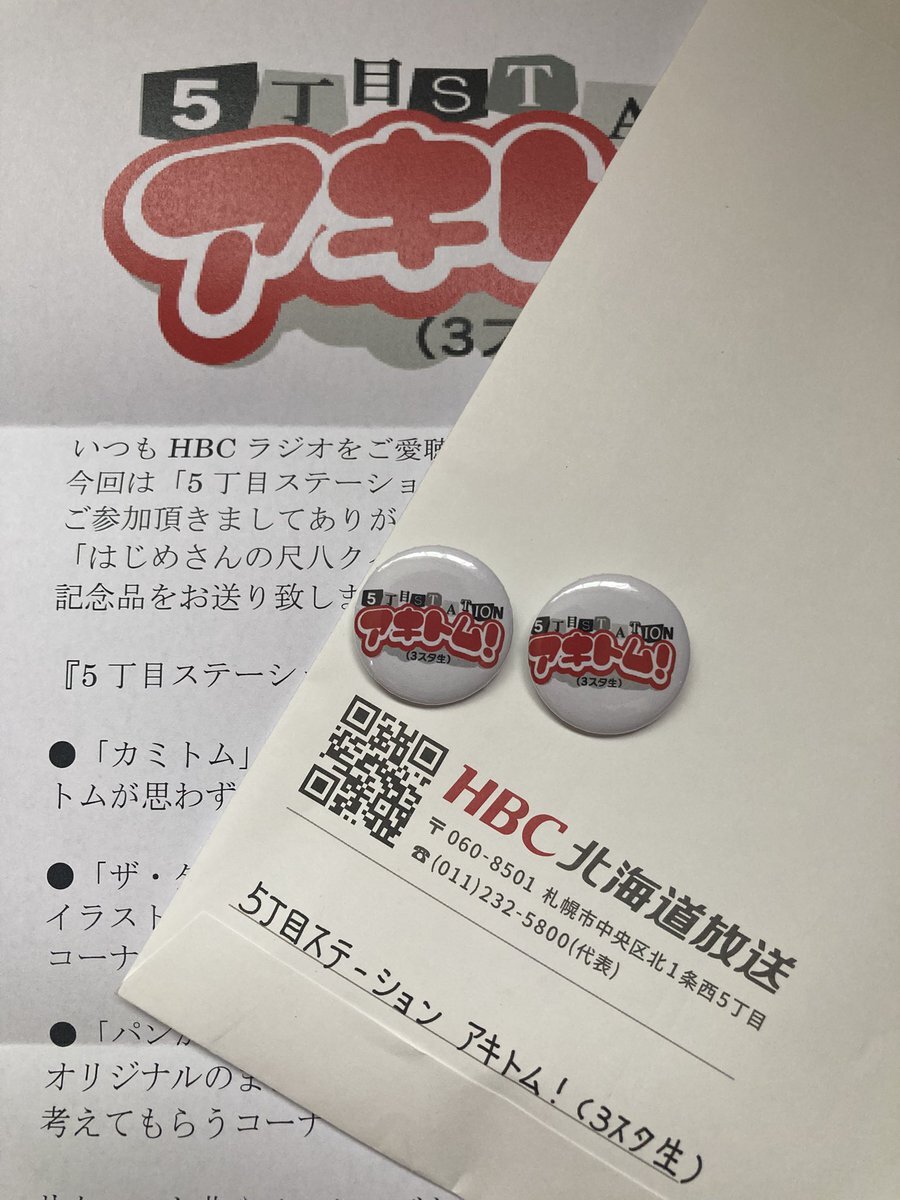 5丁目STA
アキト
(3ス
いつも HBC ラジオをご愛聴
今回は「5丁目ステーショ
ご参加頂きましてありが
「はじめさんの尺八ク
記念品をお送り致しま
『5丁目ステーシ
●「カミトム」
トムが思わず
●「ザ・
イラスト
コーナ
●「パン
オリジナルのま
考えてもらうコーナ
5丁目STATION
アキトム!
(3スタ生)
5丁目STATION
アキトム!
(3スタ生)
HBC 北海道放送
〒060-8501 札幌市中央区北1条西5丁目
☎(011)232-5800(代表)
5丁目ステーション アキトム!(3スタ生)